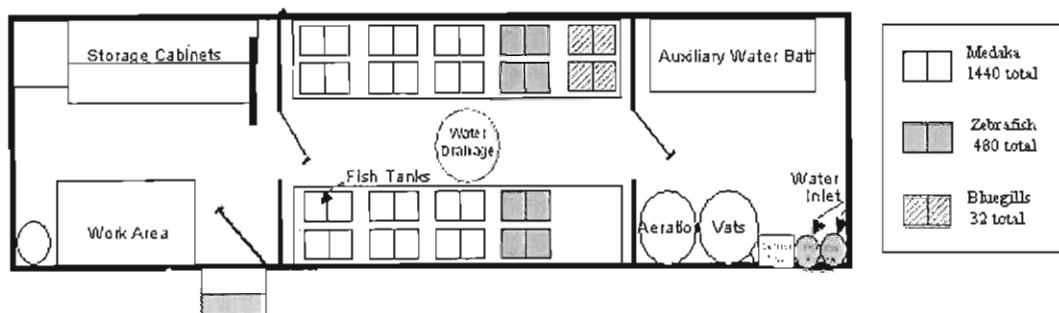 Storage Cabinets
Auxiliary Water Bath
Water
Drainage
Fish Tanks
Work Area
Aeration
Vats
Water
Inlet
Medaka
1440 total
Zebrafish
480 total
Bluegills
32 total